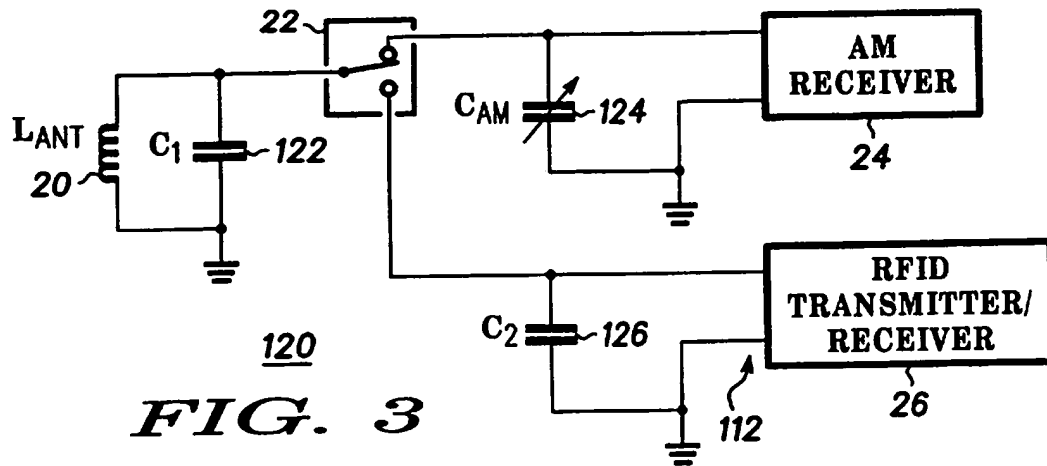 22
AM
RECEIVER
24
CAM
124
LANT
20
C1
122
RFID
TRANSMITTER/
RECEIVER
26
C2
126
112
120
FIG. 3